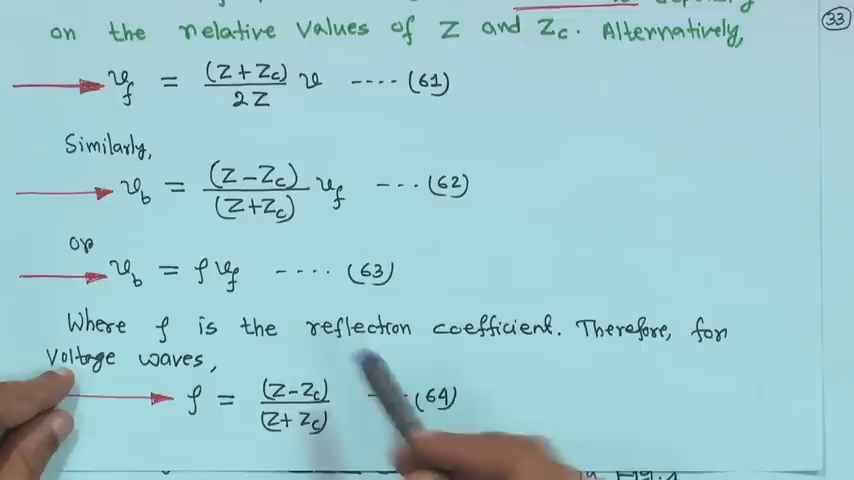 on the relative values of Z and Zc. Alternatively,
33
vf = (Z+Zc)/2Z v ---- (61)
Similarly,
vb = (Z-Zc)/(Z+Zc) vf --- (62)
or
vb = ρvf ---- (63)
Where ρ is the reflection coefficient. Therefore, for
voltage waves,
ρ = (Z-Zc)/(Z+Zc) ---- (64)